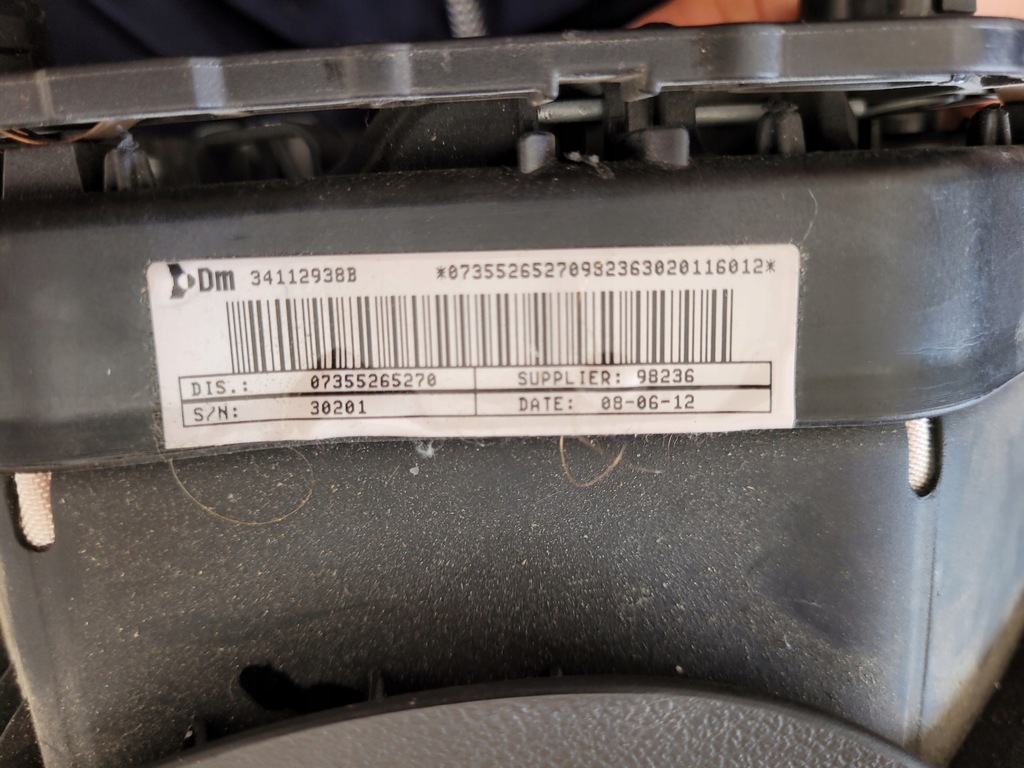 Dm 34112938B *07355265270982363020116012*
DIS.: 07355265270 SUPPLIER: 98236
S/N: 30201 DATE: 08-06-12